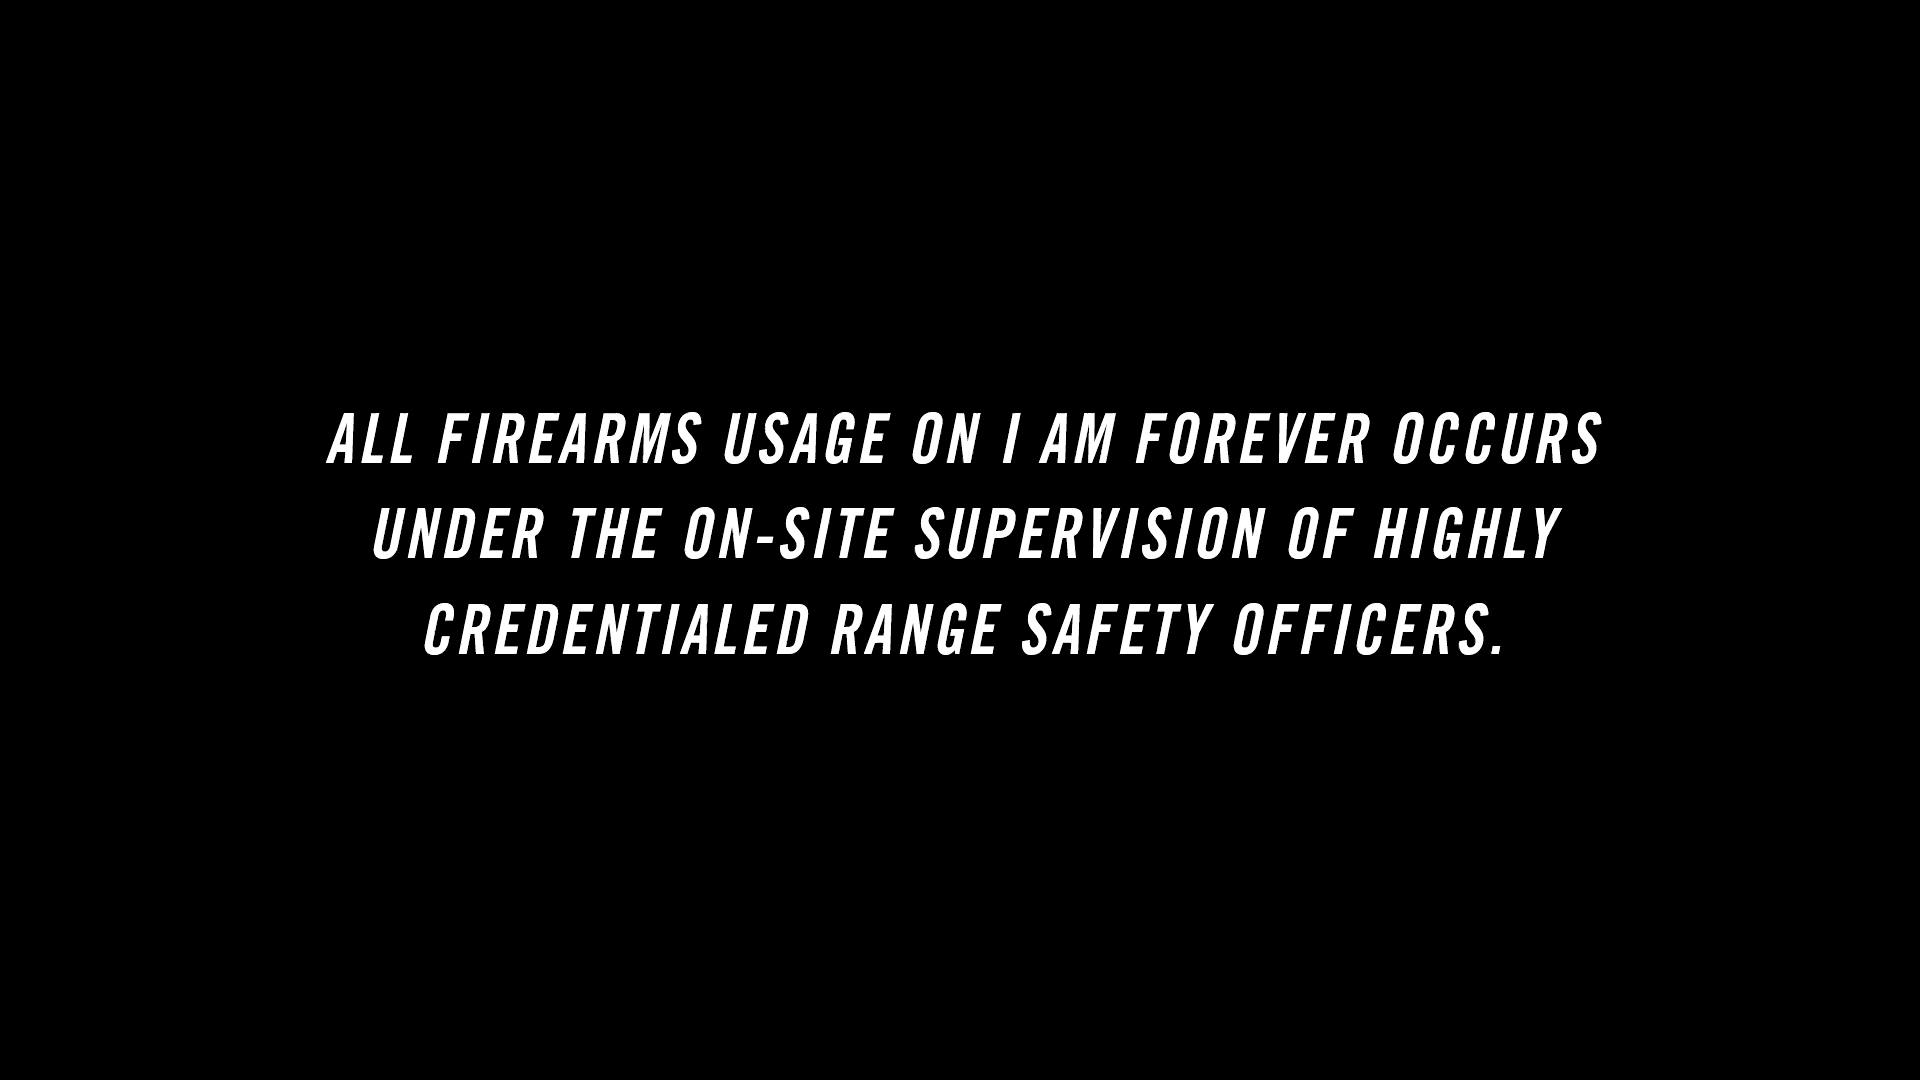 ALL FIREARMS USAGE ON I AM FOREVER OCCURS
UNDER THE ON-SITE SUPERVISION OF HIGHLY
CREDENTIALED RANGE SAFETY OFFICERS.